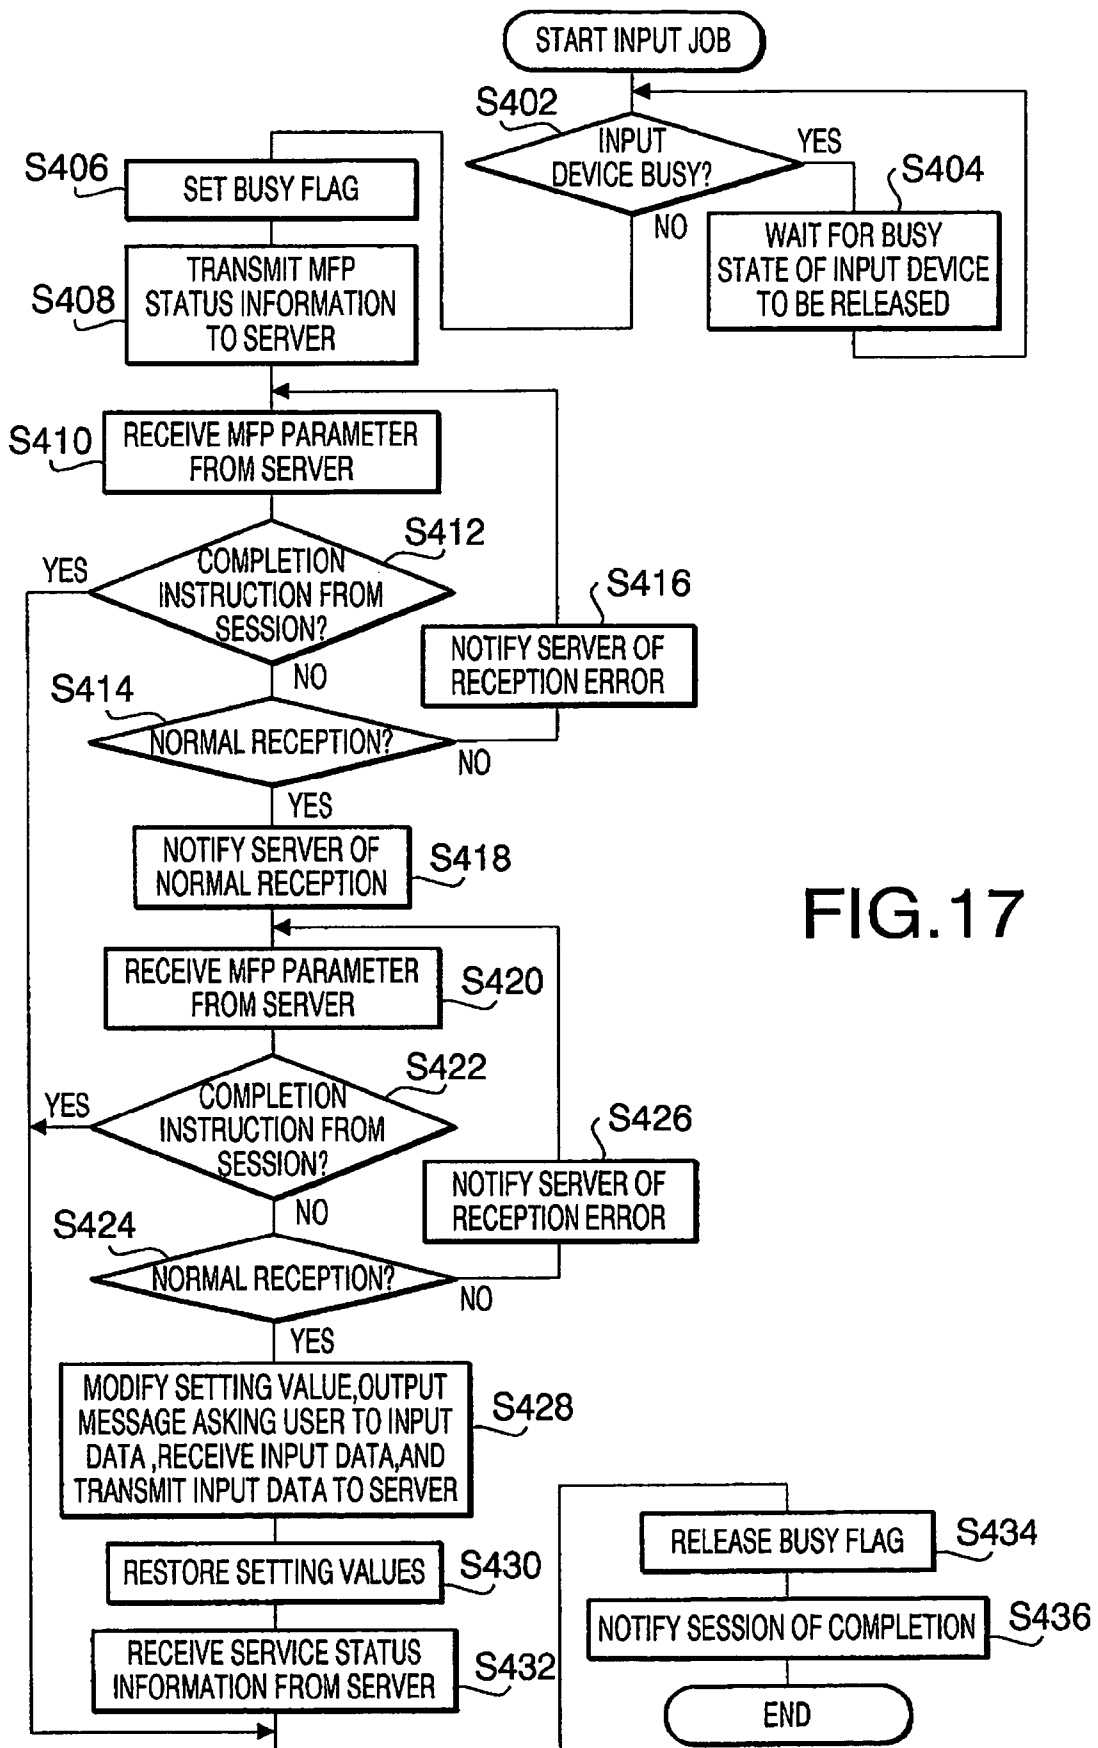 START INPUT JOB
S402
INPUT
DEVICE BUSY?
YES
NO
S404
WAIT FOR BUSY
STATE OF INPUT DEVICE
TO BE RELEASED
S406
SET BUSY FLAG
S408
TRANSMIT MFP
STATUS INFORMATION
TO SERVER
S410
RECEIVE MFP PARAMETER
FROM SERVER
S412
YES
COMPLETION
INSTRUCTION FROM
SESSION?
NO
S416
NOTIFY SERVER OF
RECEPTION ERROR
S414
NORMAL RECEPTION?
NO
YES
NOTIFY SERVER OF
NORMAL RECEPTION
S418
FIG.17
RECEIVE MFP PARAMETER
FROM SERVER
S420
S422
YES
COMPLETION
INSTRUCTION FROM
SESSION?
NO
S426
NOTIFY SERVER OF
RECEPTION ERROR
S424
NORMAL RECEPTION?
NO
YES
MODIFY SETTING VALUE,OUTPUT
MESSAGE ASKING USER TO INPUT
DATA ,RECEIVE INPUT DATA,AND
TRANSMIT INPUT DATA TO SERVER
S428
RESTORE SETTING VALUES
S430
RECEIVE SERVICE STATUS
INFORMATION FROM SERVER
S432
RELEASE BUSY FLAG
S434
NOTIFY SESSION OF COMPLETION
S436
END